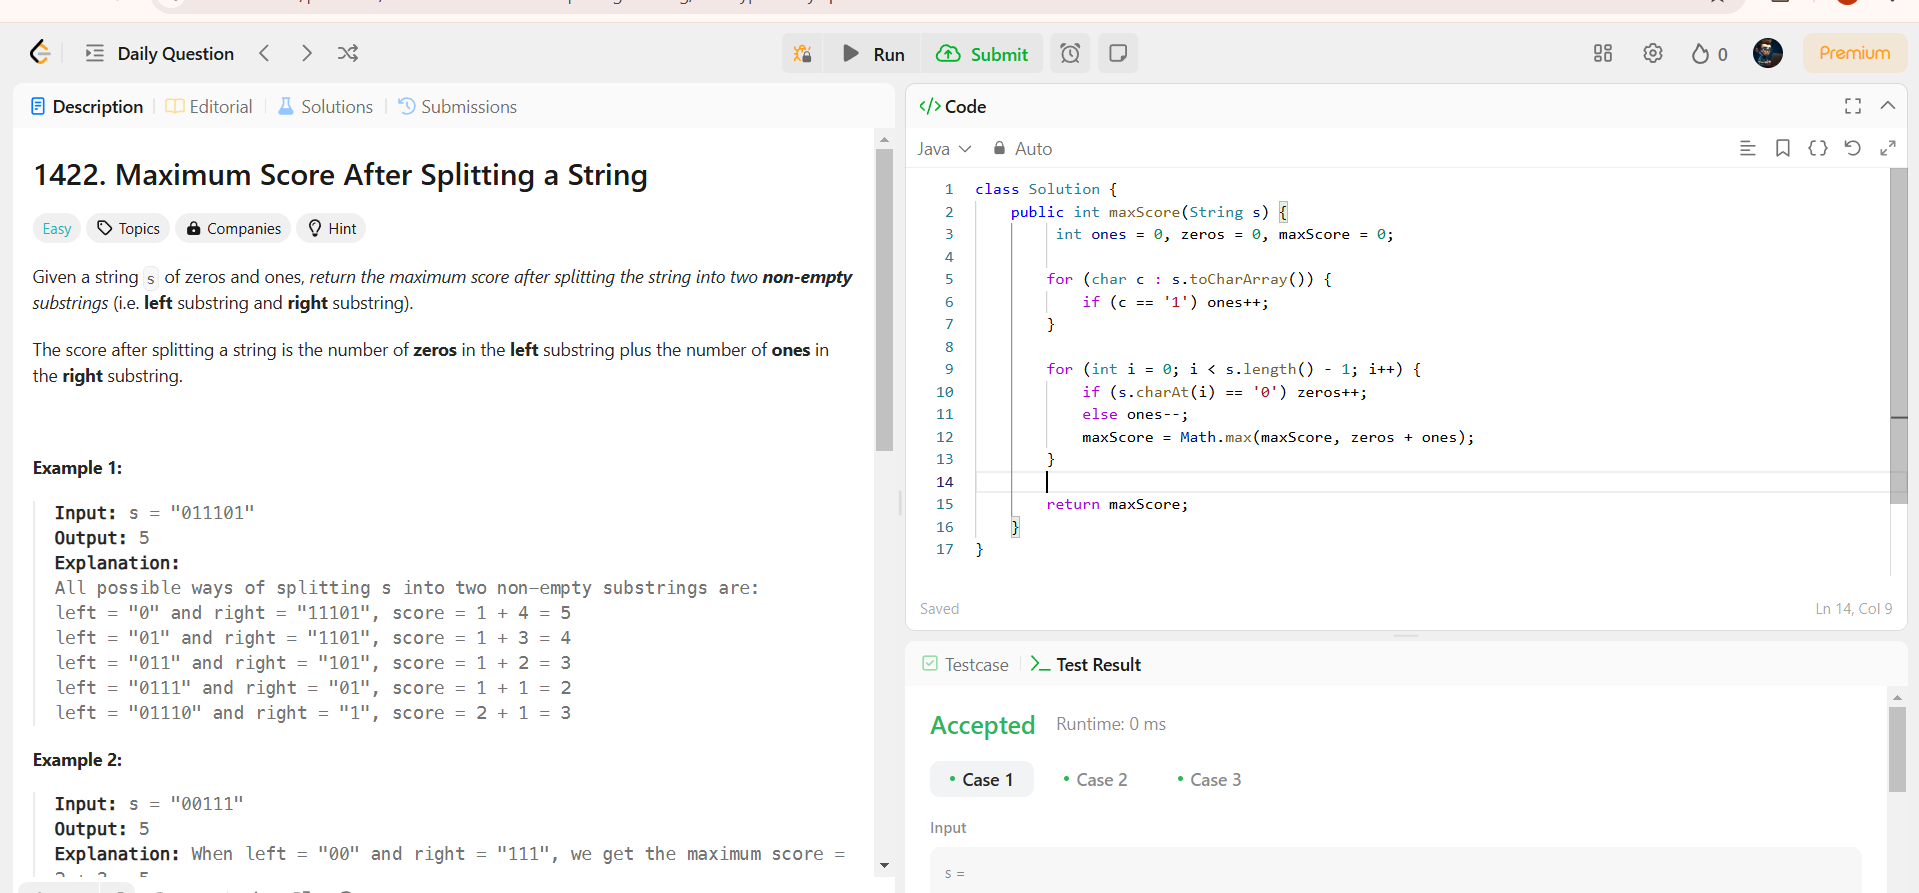 Daily Question
Run
Submit
0
Premium
Description
Editorial
Solutions
Submissions
1422. Maximum Score After Splitting a String
Easy
Topics
Companies
Hint
Given a string s of zeros and ones, return the maximum score after splitting the string into two non-empty
substrings (i.e. left substring and right substring).
The score after splitting a string is the number of zeros in the left substring plus the number of ones in
the right substring.
Example 1:
Input: s = "011101"
Output: 5
Explanation:
All possible ways of splitting s into two non-empty substrings are:
left = "0" and right = "11101", score = 1 + 4 = 5
left = "01" and right = "1101", score = 1 + 3 = 4
left = "011" and right = "101", score = 1 + 2 = 3
left = "0111" and right = "01", score = 1 + 1 = 2
left = "01110" and right = "1", score = 2 + 1 = 3
Example 2:
Input: s = "00111"
Output: 5
Explanation: When left = "00" and right = "111", we get the maximum score =
</> Code
Java
Auto
1 class Solution {
2 public int maxScore(String s) {
3 int ones = 0, zeros = 0, maxScore = 0;
4
5 for (char c : s.toCharArray()) {
6 if (c == '1') ones++;
7 }
8
9 for (int i = 0; i < s.length() - 1; i++) {
10 if (s.charAt(i) == '0') zeros++;
11 else ones--;
12 maxScore = Math.max(maxScore, zeros + ones);
13 }
14
15 return maxScore;
16 }
17 }
Saved
Ln 14, Col 9
Testcase
Test Result
Accepted
Runtime: 0 ms
Case 1
Case 2
Case 3
Input
s =